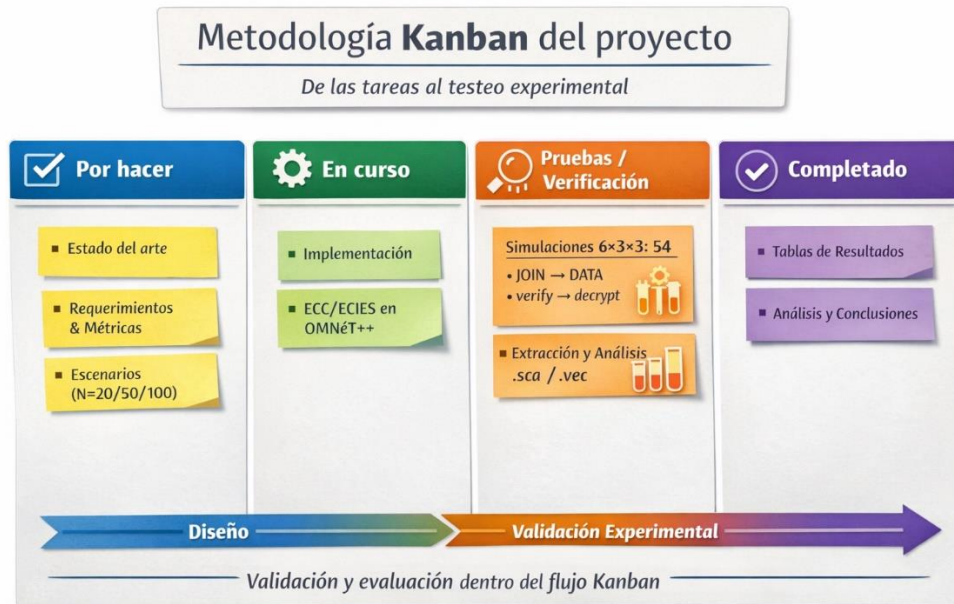 Metodología Kanban del proyecto
De las tareas al testeo experimental
Por hacer
▪ Estado del arte
▪ Requerimientos
& Métricas
▪ Escenarios
(N=20/50/100)
En curso
▪ Implementación
▪ ECC/ECIES en
OMNéT++
Pruebas /
Verificación
Simulaciones 6×3×3: 54
• JOIN → DATA
• verify → decrypt
▪ Extracción y Análisis
.sca / .vec
Completado
▪ Tablas de Resultados
▪ Análisis y Conclusiones
Diseño
Validación Experimental
Validación y evaluación dentro del flujo Kanban